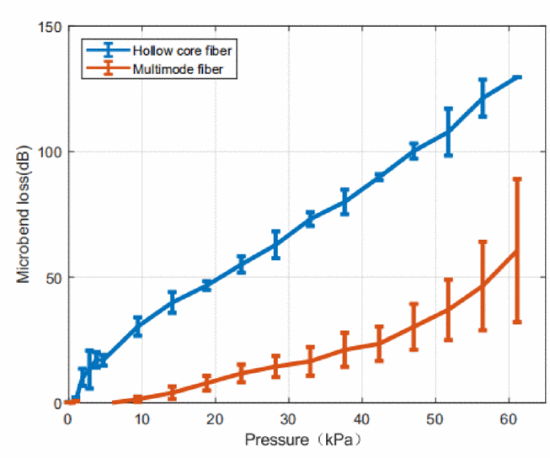 150
100
50
0
Hollow core fiber
Multimode fiber
Microbend loss(dB)
0 10 20 30 40 50 60
Pressure（kPa）